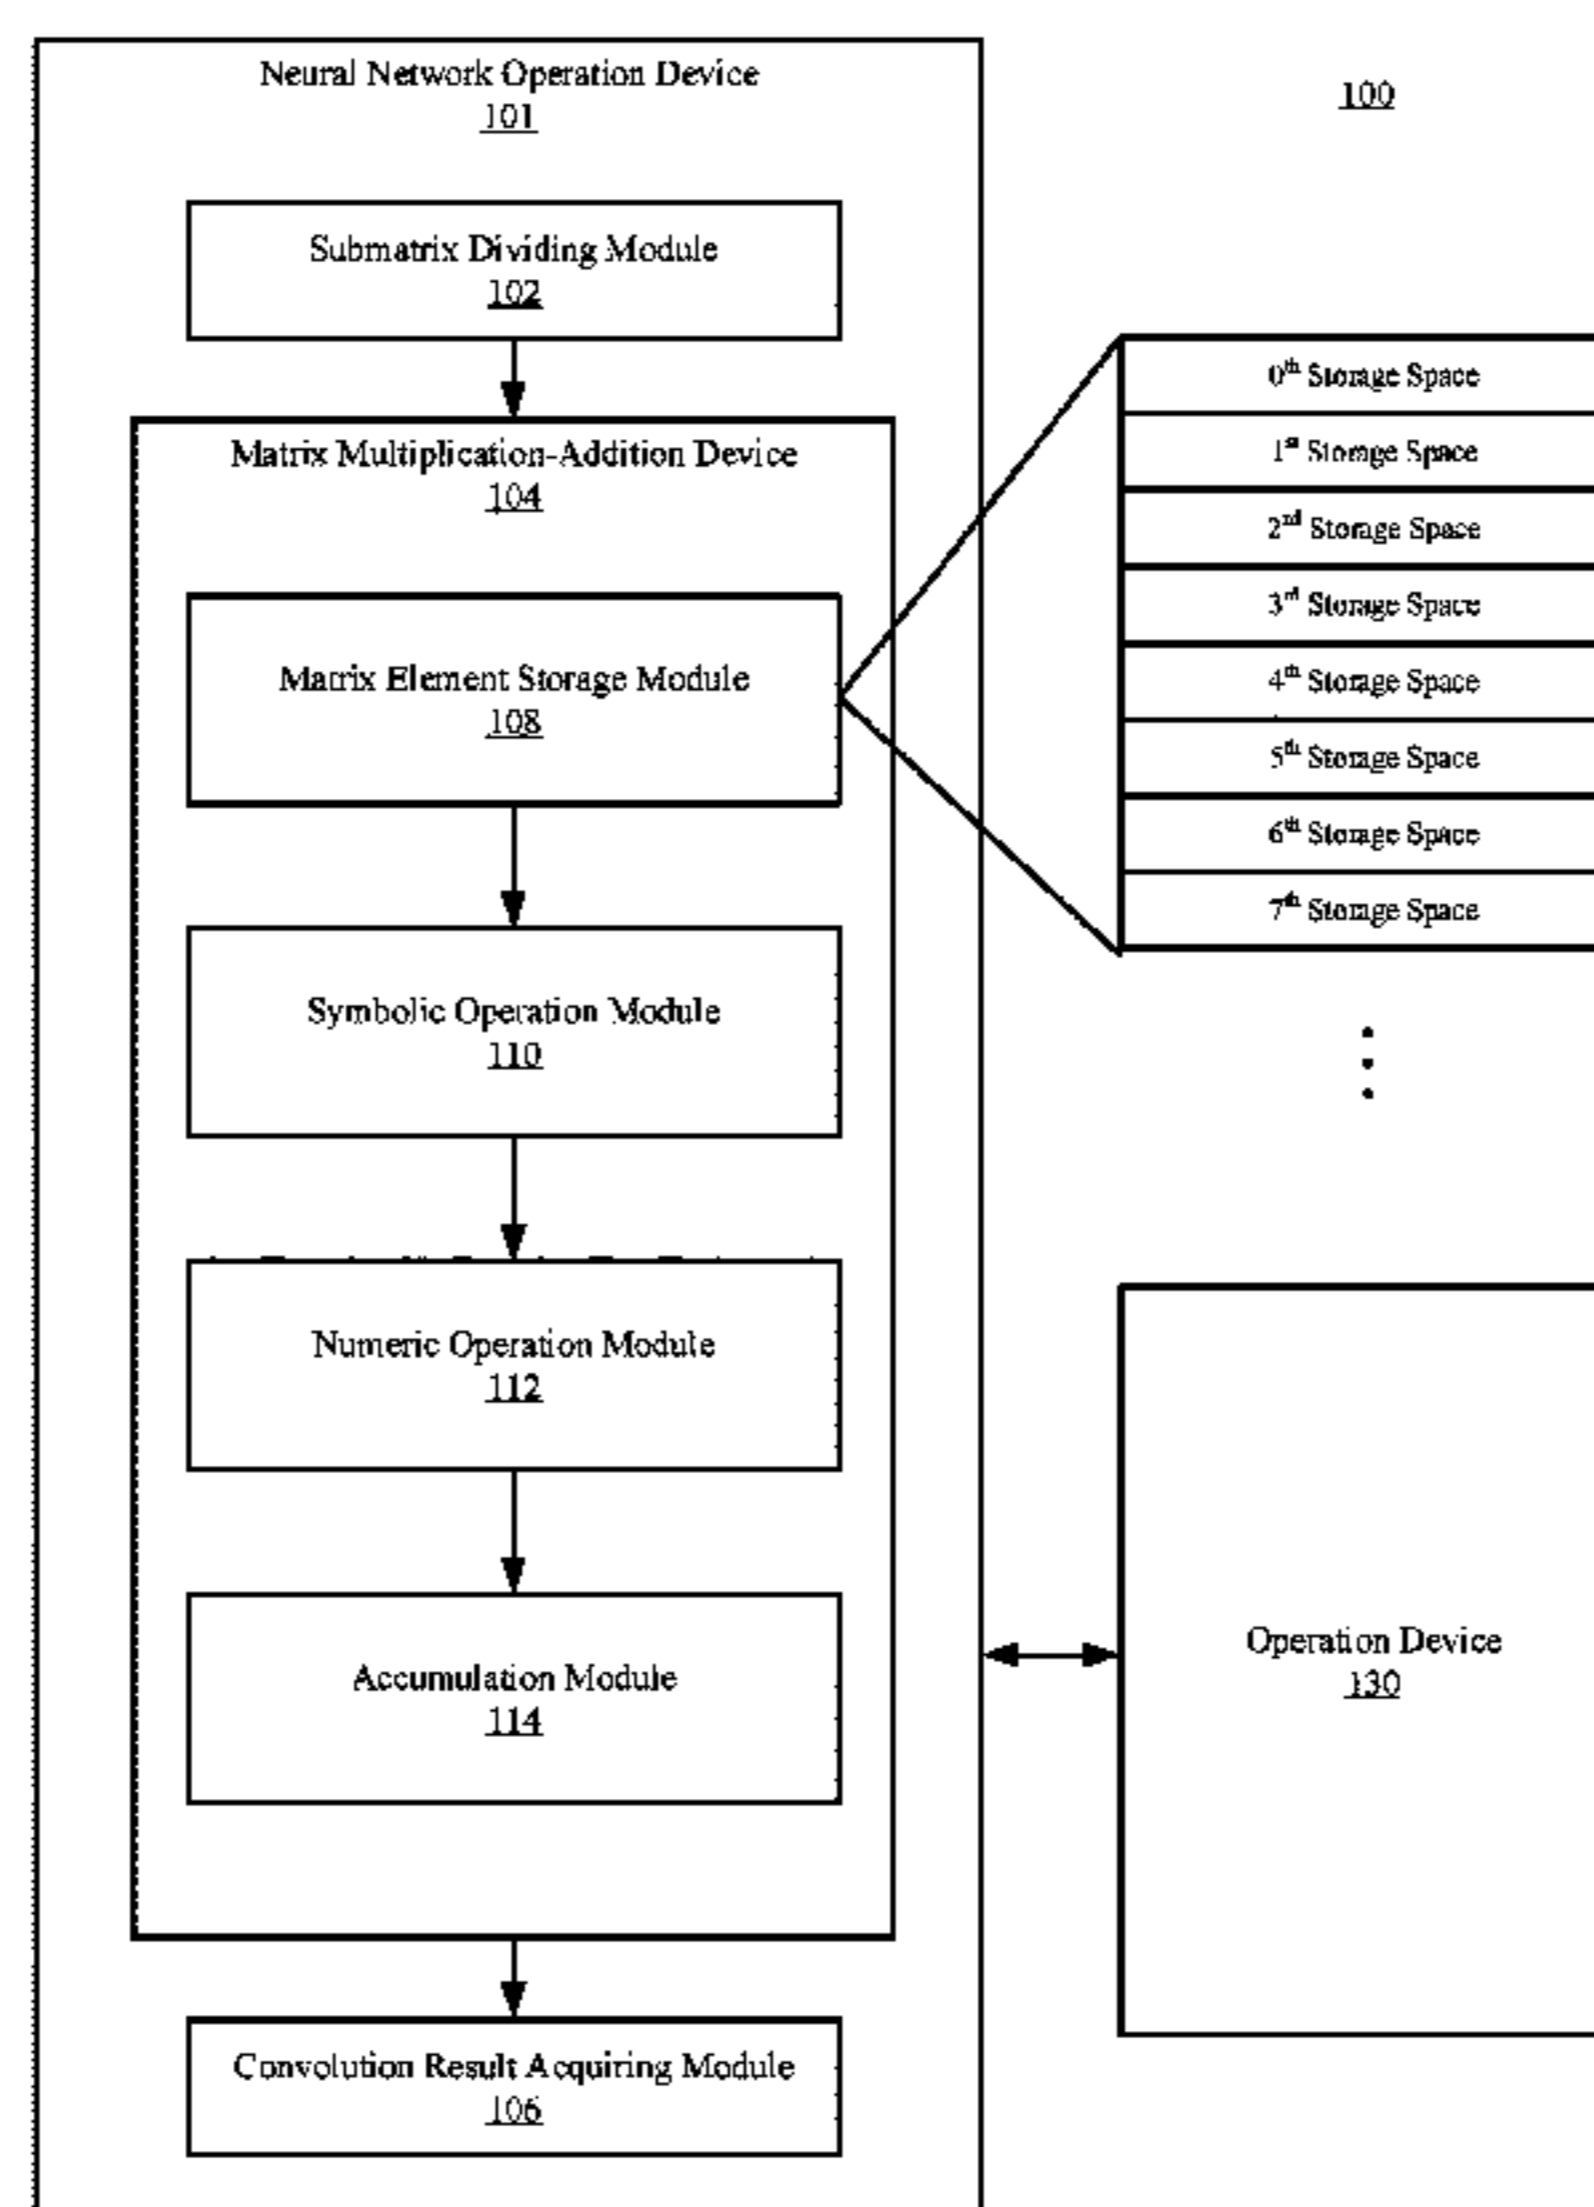 Neural Network Operation Device
101
100
Submatrix Dividing Module
102
Matrix Multiplication-Addition Device
104
Matrix Element Storage Module
108
0th Storage Space
1st Storage Space
2nd Storage Space
3rd Storage Space
4th Storage Space
5th Storage Space
6th Storage Space
7th Storage Space
Symbolic Operation Module
110
Numeric Operation Module
112
Accumulation Module
114
Operation Device
130
Convolution Result Acquiring Module
106